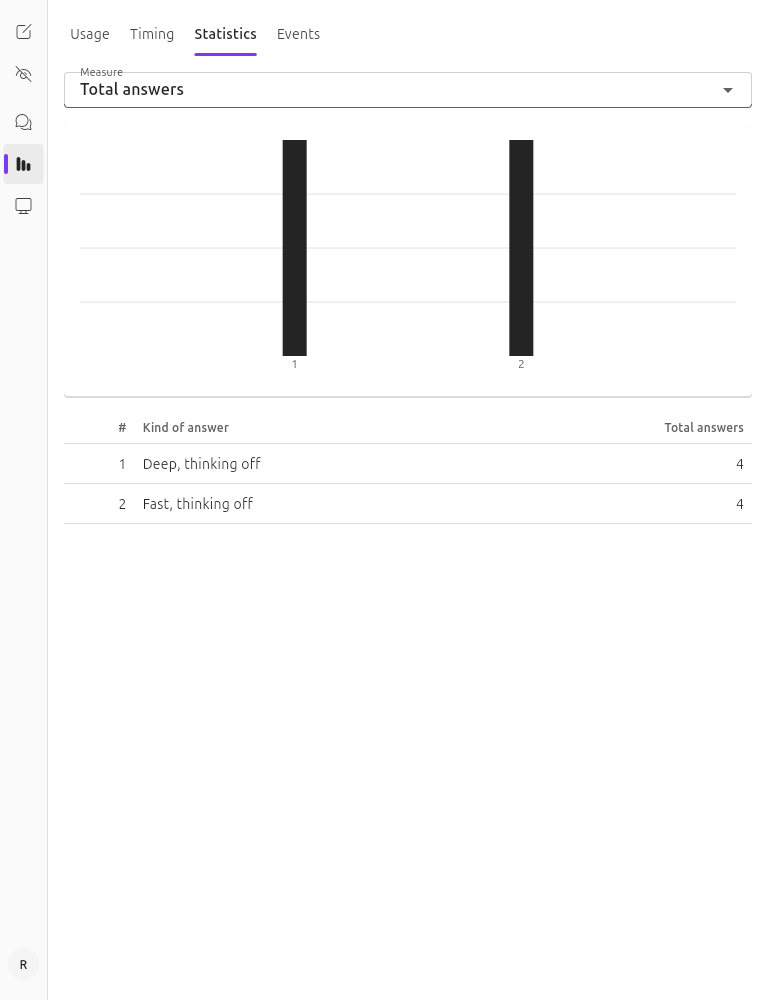 Usage Timing Statistics Events
Measure
Total answers
1 2
# Kind of answer Total answers
1 Deep, thinking off 4
2 Fast, thinking off 4
R